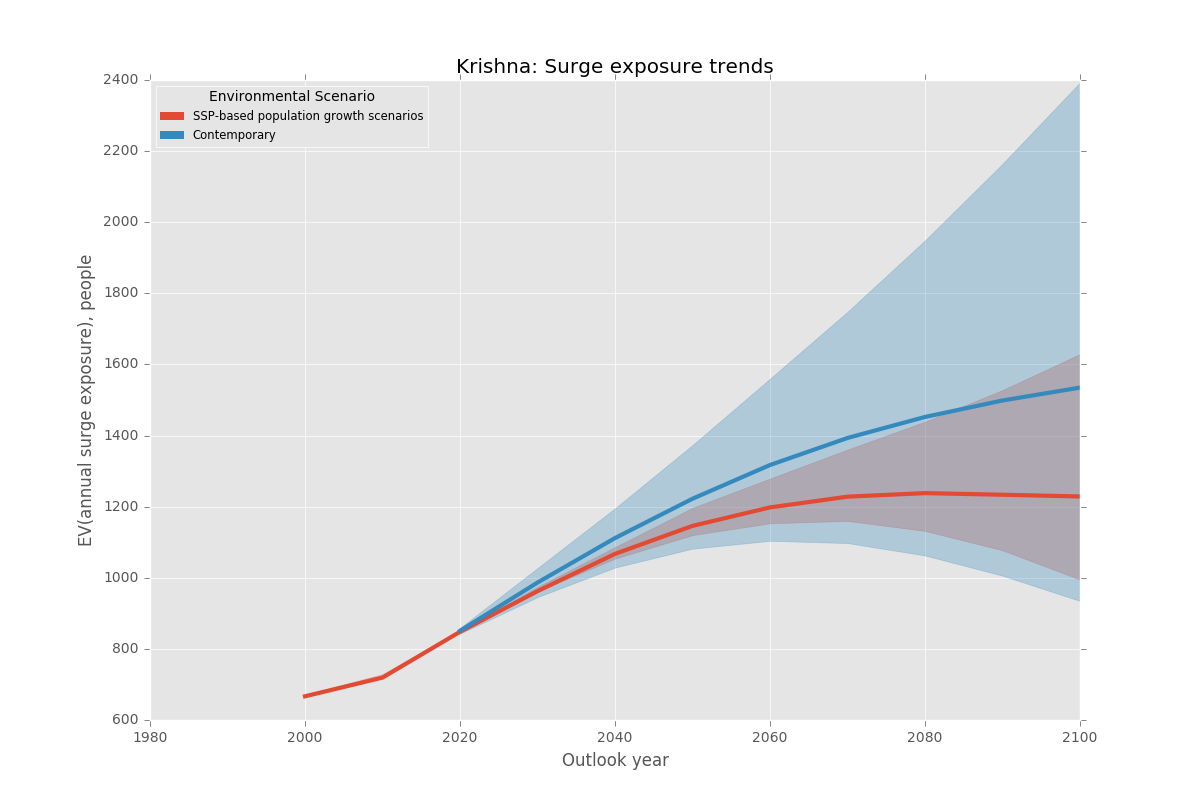 Krishna: Surge exposure trends
Environmental Scenario
SSP-based population growth scenarios
Contemporary
2400
2200
2000
1800
1600
1400
1200
1000
800
600
EV(annual surge exposure), people
1980 2000 2020 2040 2060 2080 2100
Outlook year